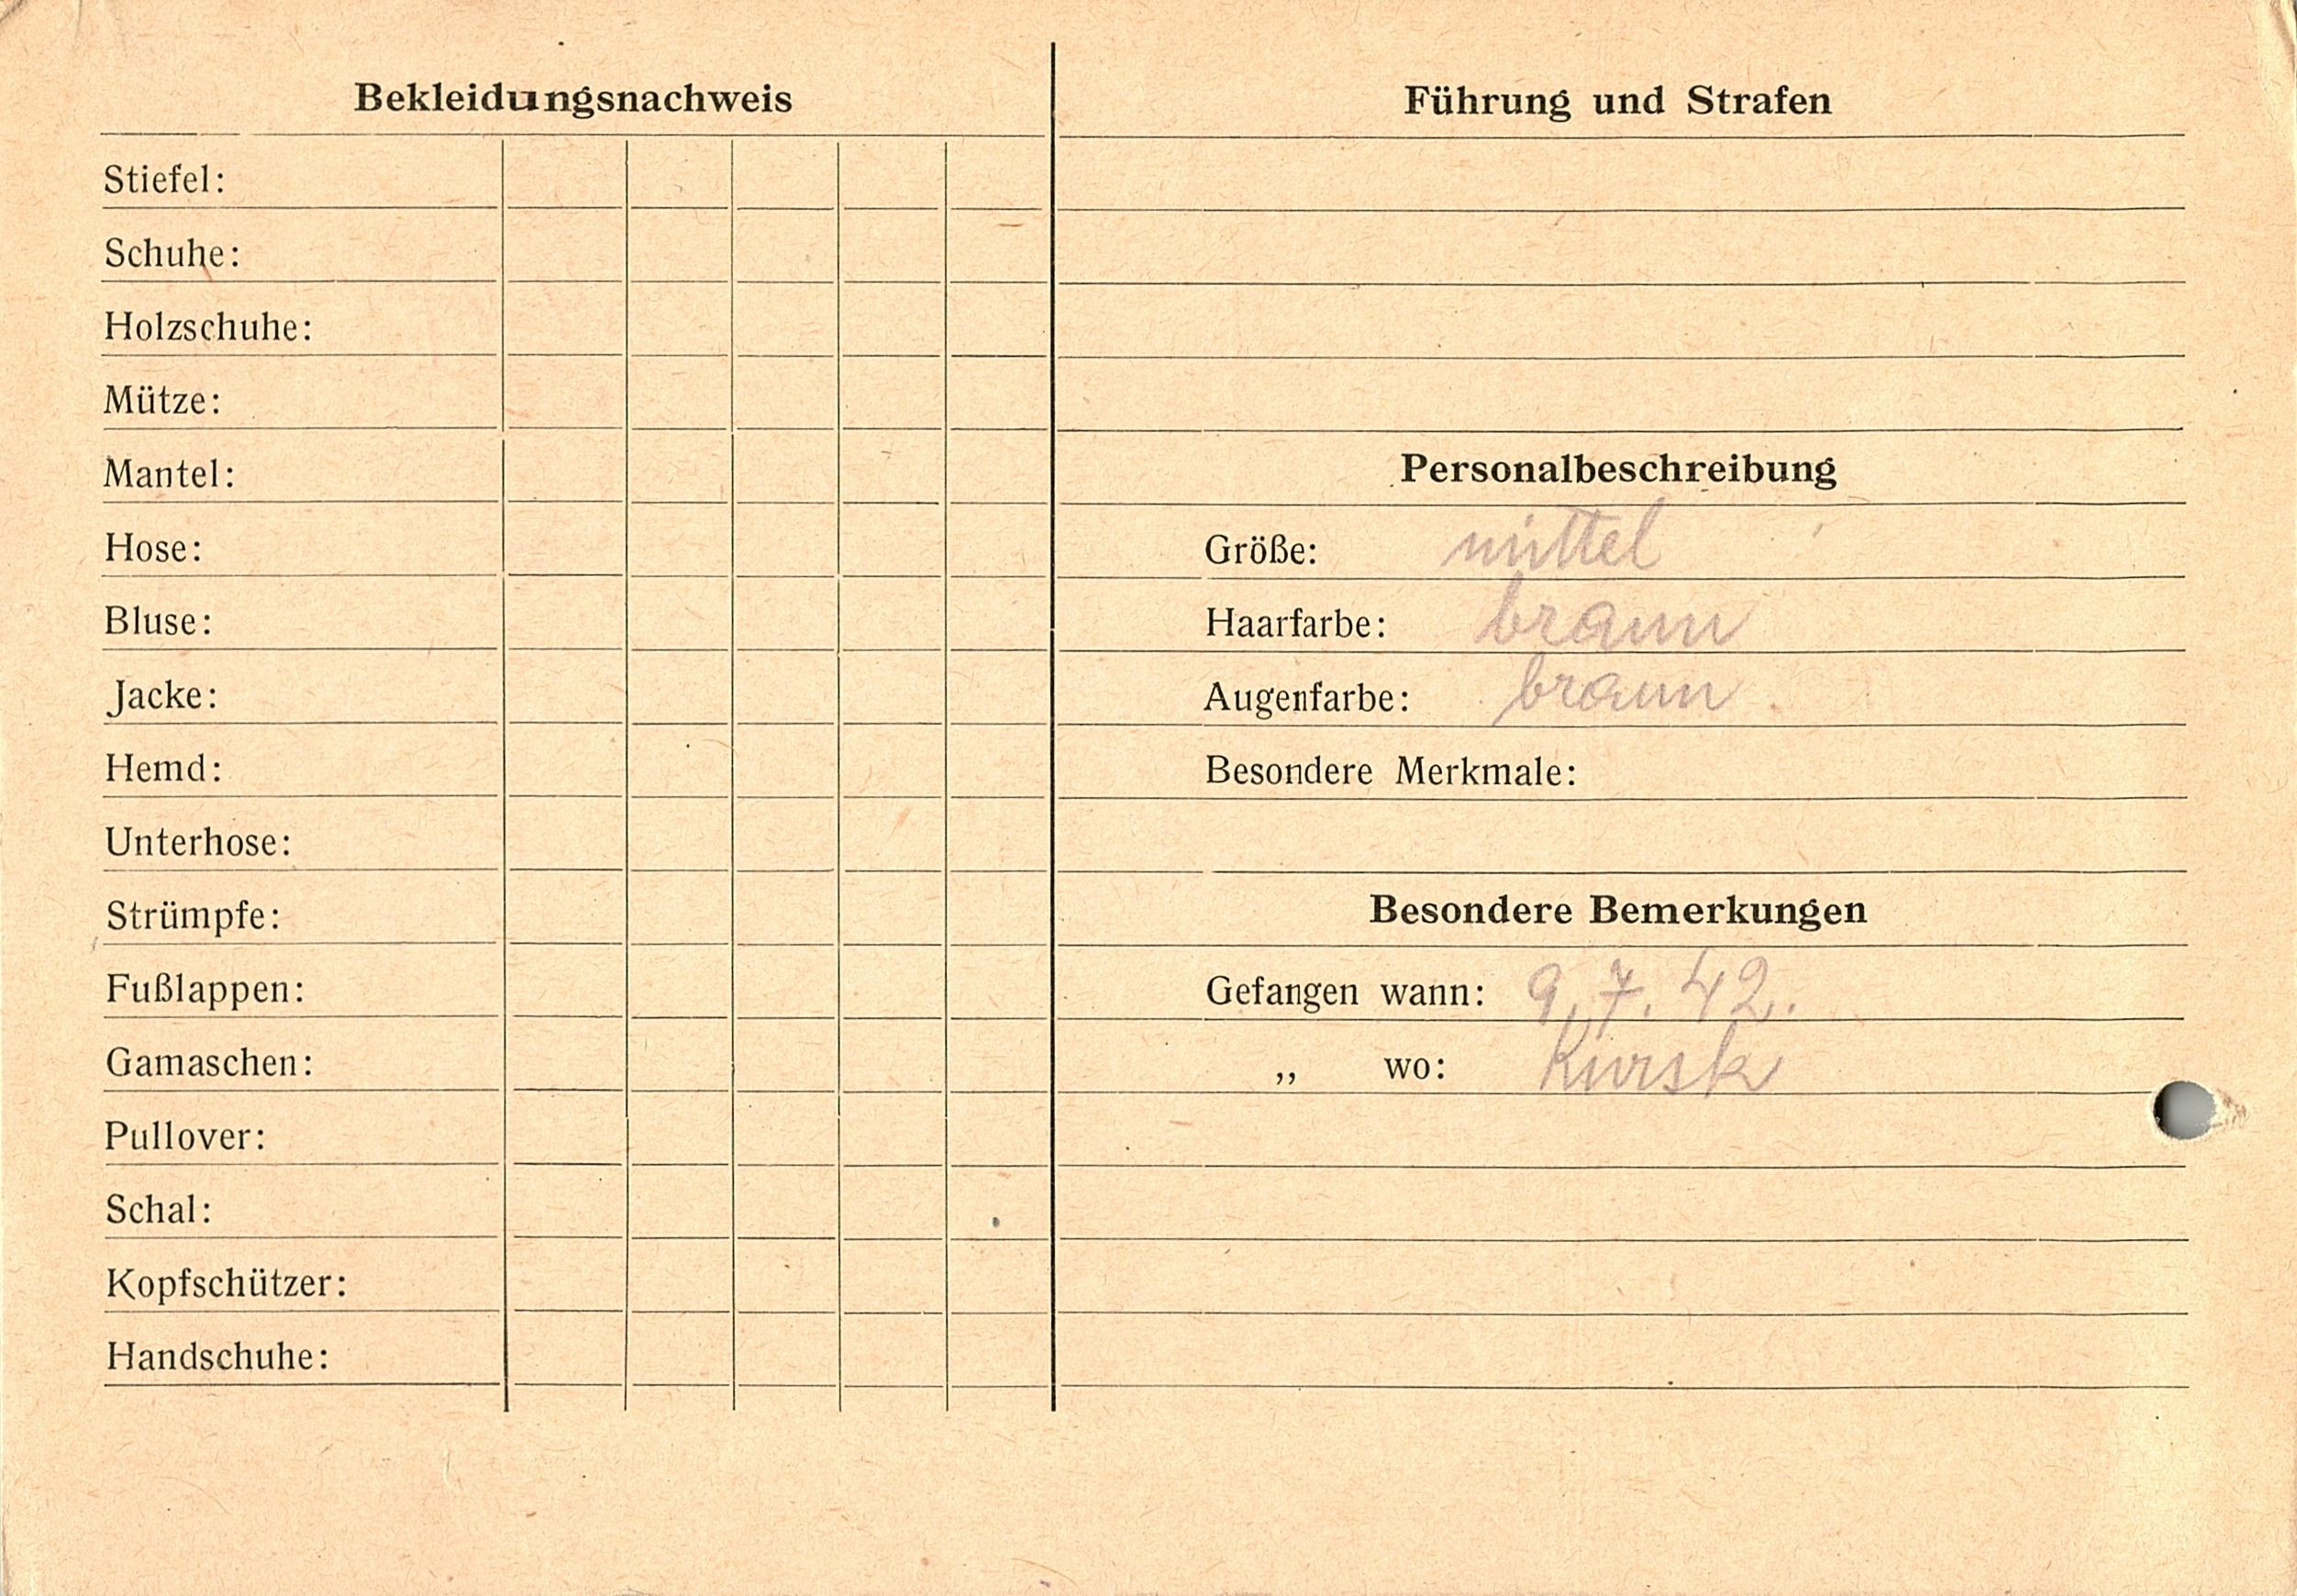 Bekleidungsnachweis
Stiefel:
Schuhe:
Holzschuhe:
Mütze:
Mantel:
Hose:
Bluse:
Jacke:
Hemd:
Unterhose:
Strümpfe:
Fußlappen:
Gamaschen:
Pullover:
Schal:
Kopfschützer:
Handschuhe:
Führung und Strafen
Personalbeschreibung
Größe: mittel
Haarfarbe: braun
Augenfarbe: braun
Besondere Merkmale:
Besondere Bemerkungen
Gefangen wann: 9.7.42.
„ wo: Kursk